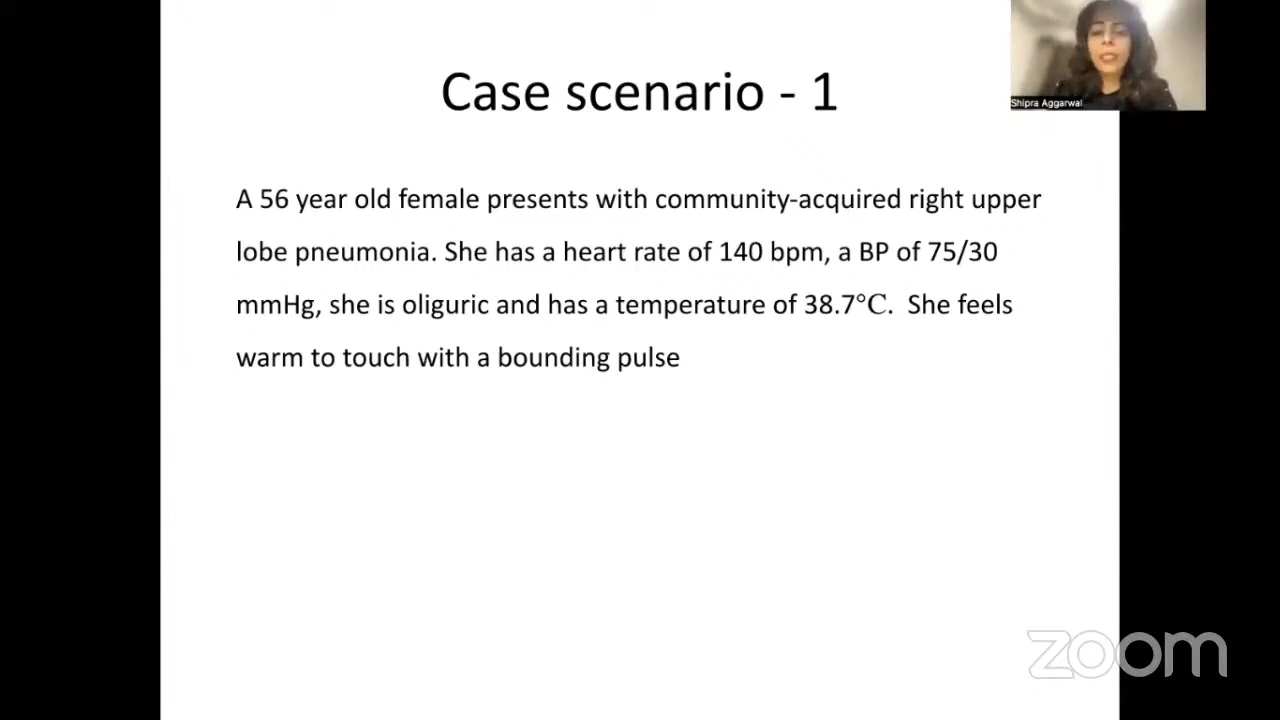 Case scenario - 1
Shipra Aggarwal
A 56 year old female presents with community-acquired right upper
lobe pneumonia. She has a heart rate of 140 bpm, a BP of 75/30
mmHg, she is oliguric and has a temperature of 38.7°C.  She feels
warm to touch with a bounding pulse
zoom